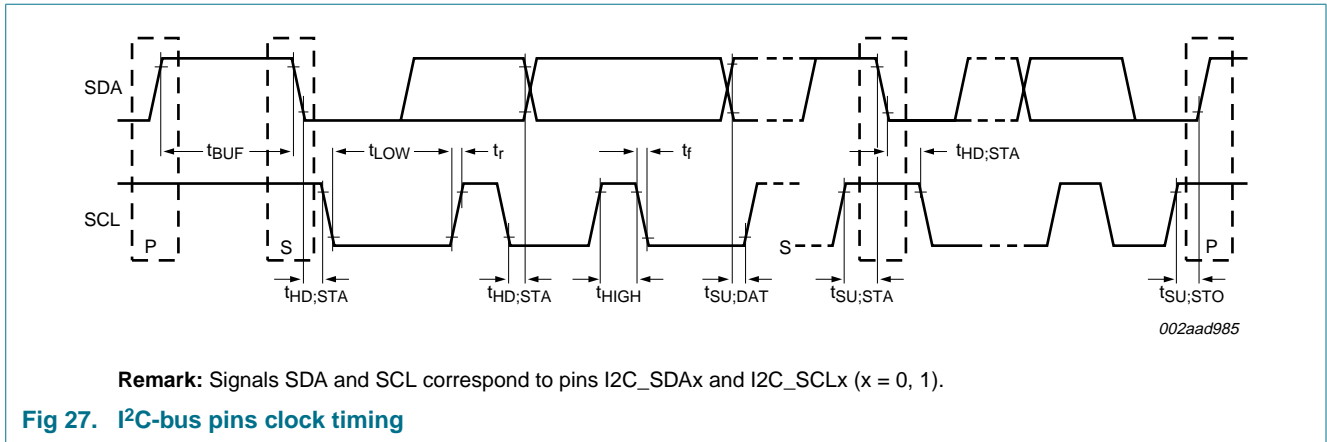 SDA
tBUF
tLOW
tr
tf
tHD;STA
SCL
P
S
S
P
tHD;STA
tHD;STA
tHIGH
tSU;DAT
tSU;STA
tSU;STO
002aad985
Remark: Signals SDA and SCL correspond to pins I2C_SDAx and I2C_SCLx (x = 0, 1).
Fig 27. I²C-bus pins clock timing